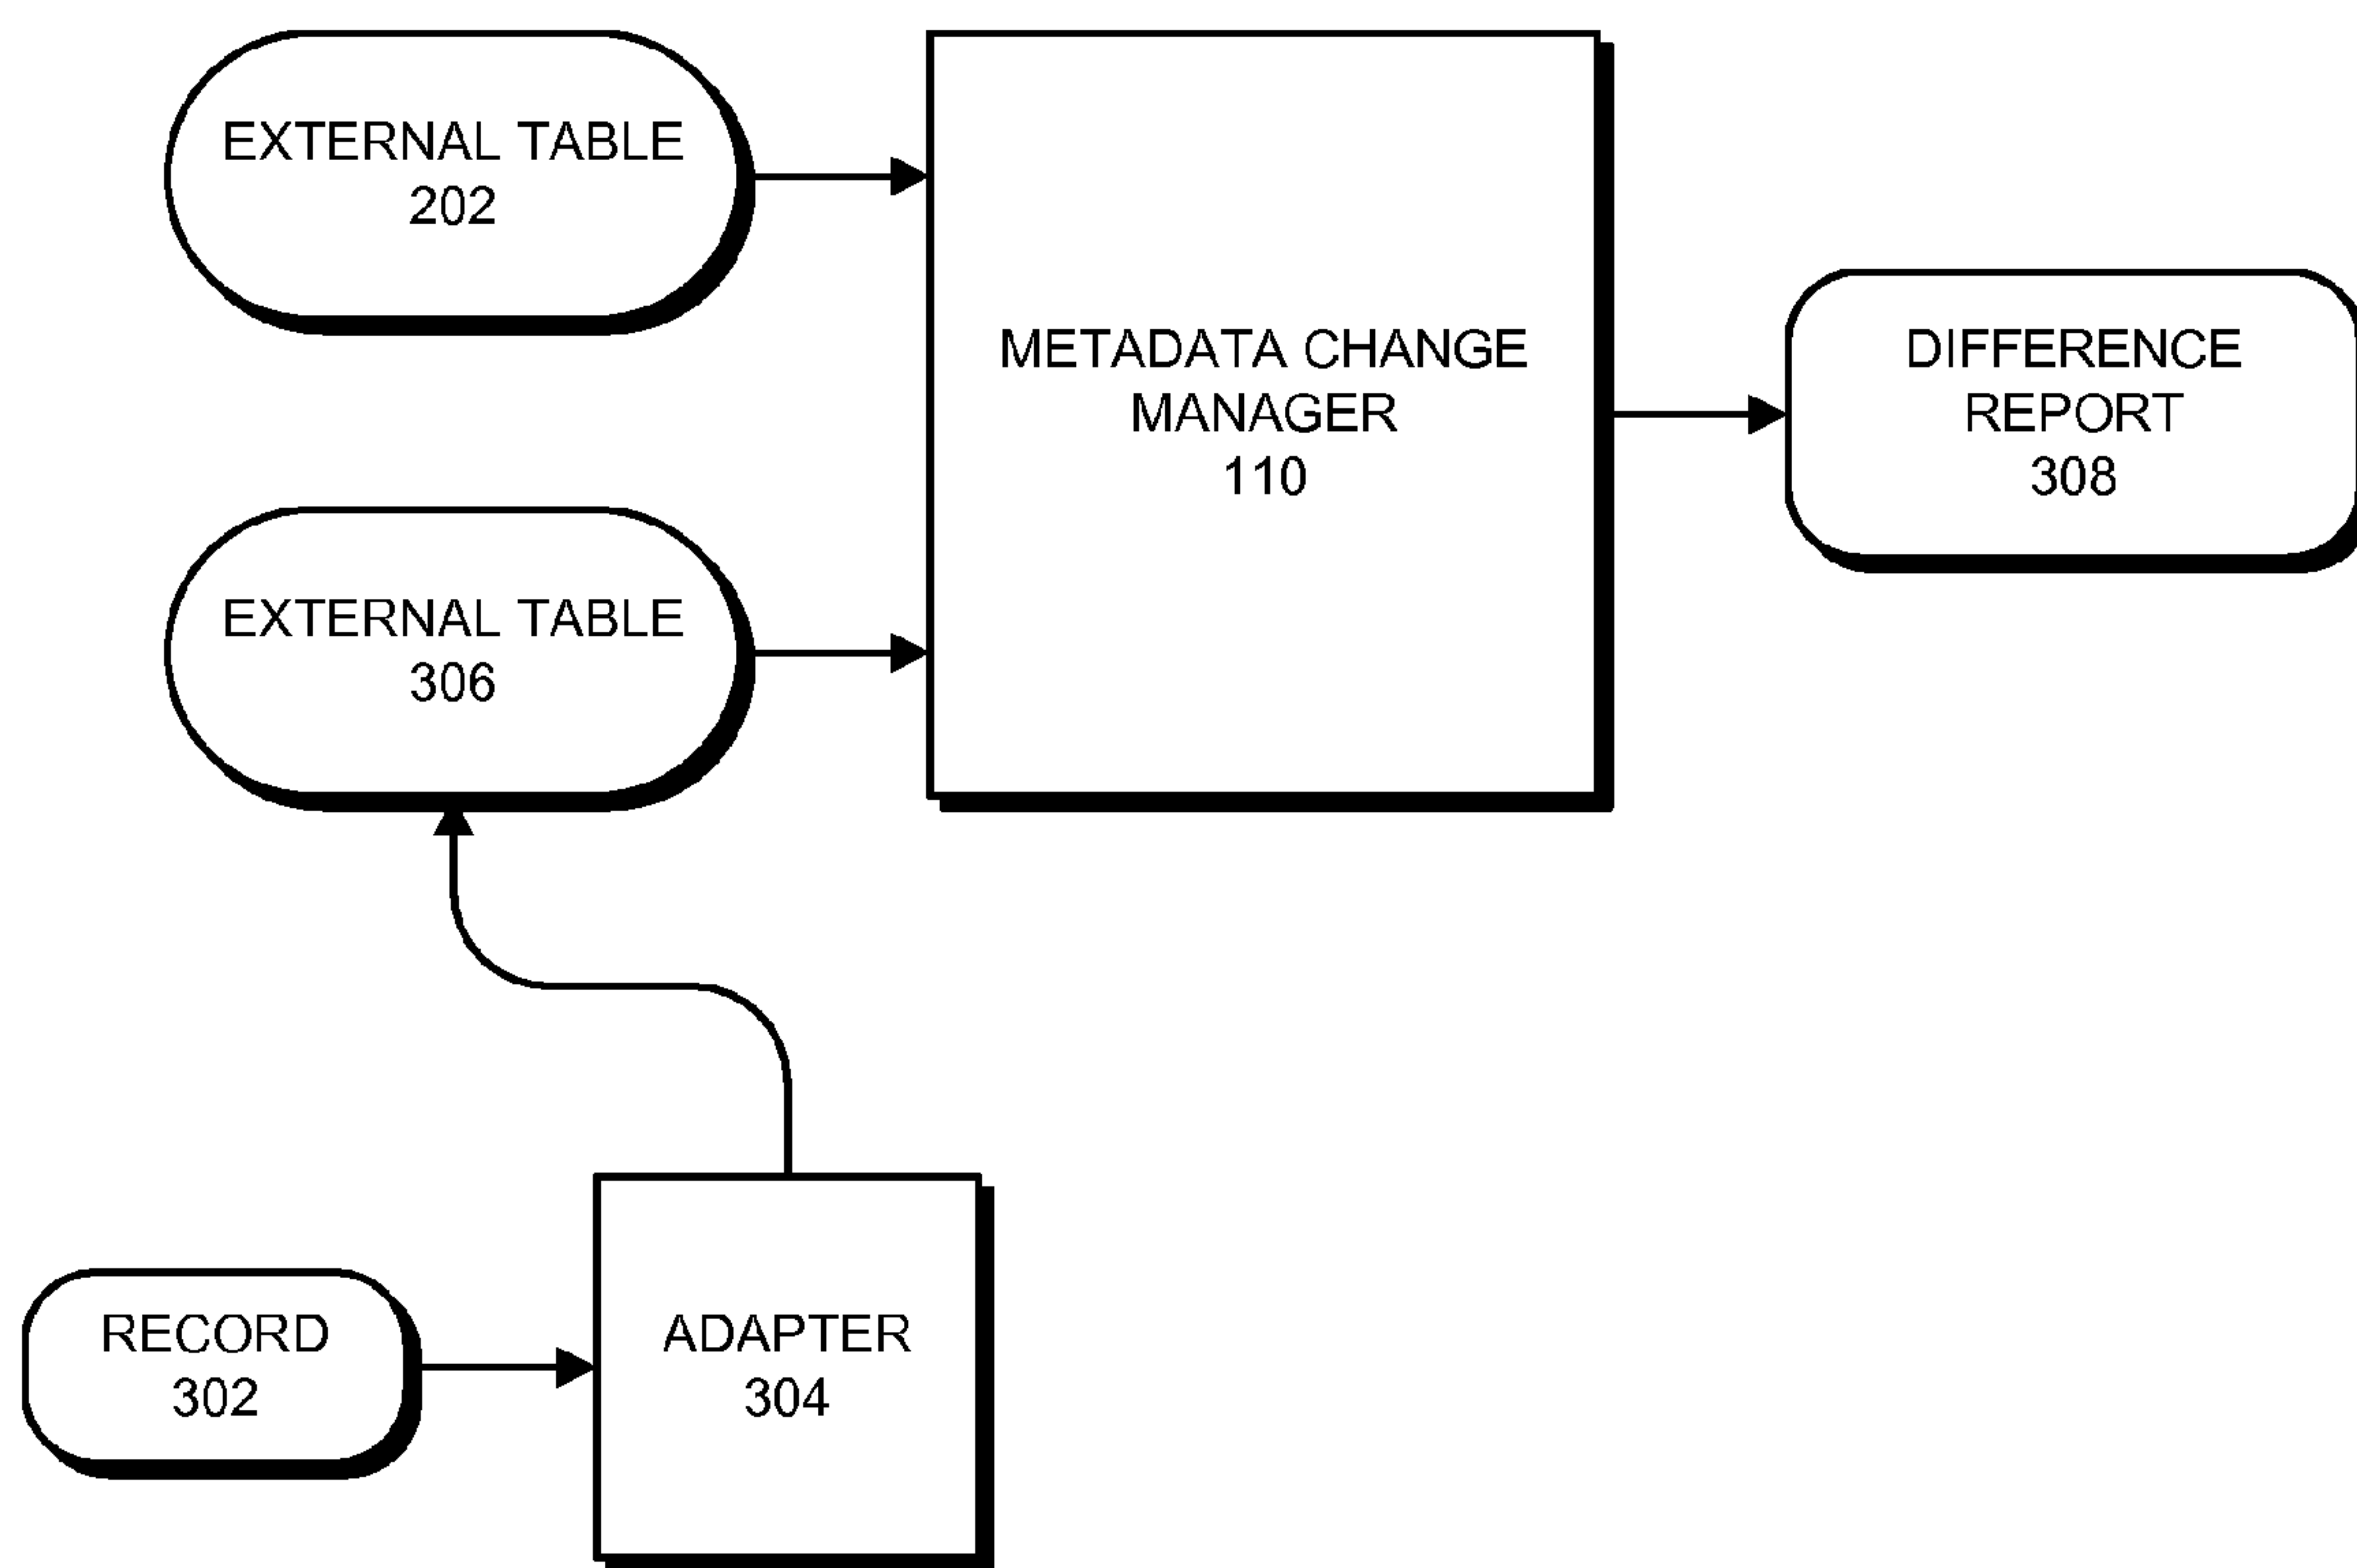 EXTERNAL TABLE
202
METADATA CHANGE
MANAGER
110
DIFFERENCE
REPORT
308
EXTERNAL TABLE
306
RECORD
302
ADAPTER
304